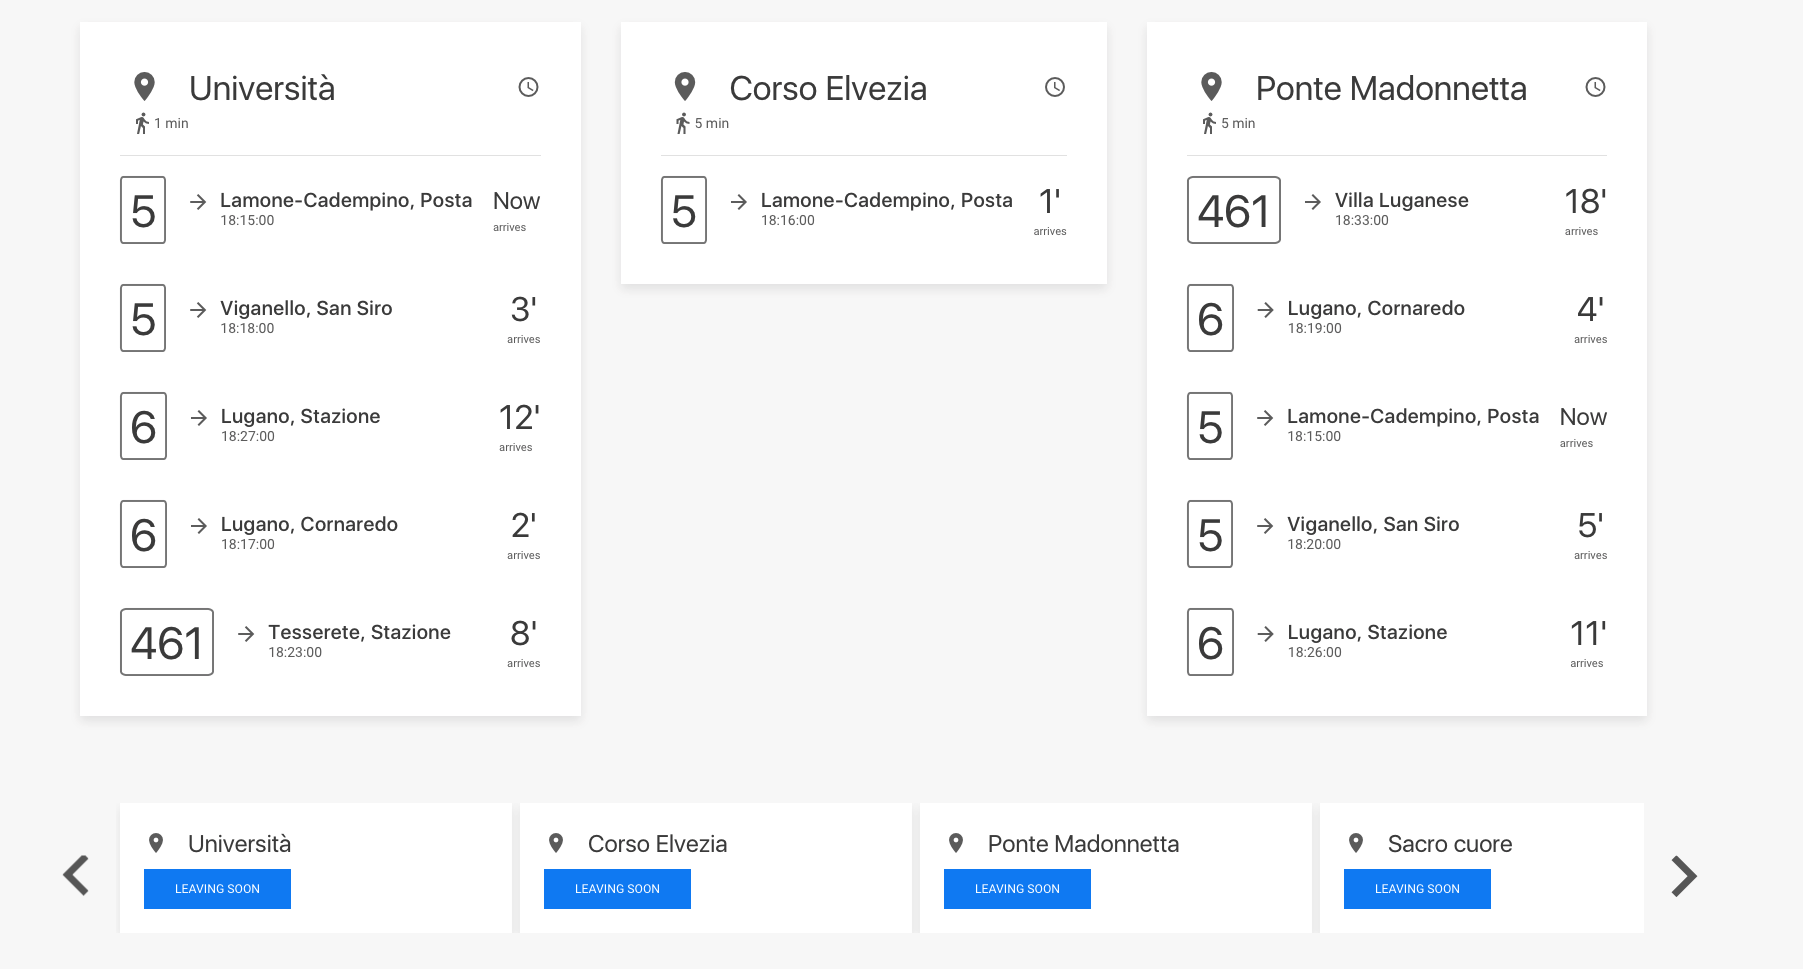 Università
1 min
5
Lamone-Cadempino, Posta
18:15:00
Now
arrives
5
Viganello, San Siro
18:18:00
3'
arrives
6
Lugano, Stazione
18:27:00
12'
arrives
6
Lugano, Cornaredo
18:17:00
2'
arrives
461
Tesserete, Stazione
18:23:00
8'
arrives
Corso Elvezia
5 min
5
Lamone-Cadempino, Posta
18:16:00
1'
arrives
Ponte Madonnetta
5 min
461
Villa Luganese
18:33:00
18'
arrives
6
Lugano, Cornaredo
18:19:00
4'
arrives
5
Lamone-Cadempino, Posta
18:15:00
Now
arrives
5
Viganello, San Siro
18:20:00
5'
arrives
6
Lugano, Stazione
18:26:00
11'
arrives
Università
LEAVING SOON
Corso Elvezia
LEAVING SOON
Ponte Madonnetta
LEAVING SOON
Sacro cuore
LEAVING SOON